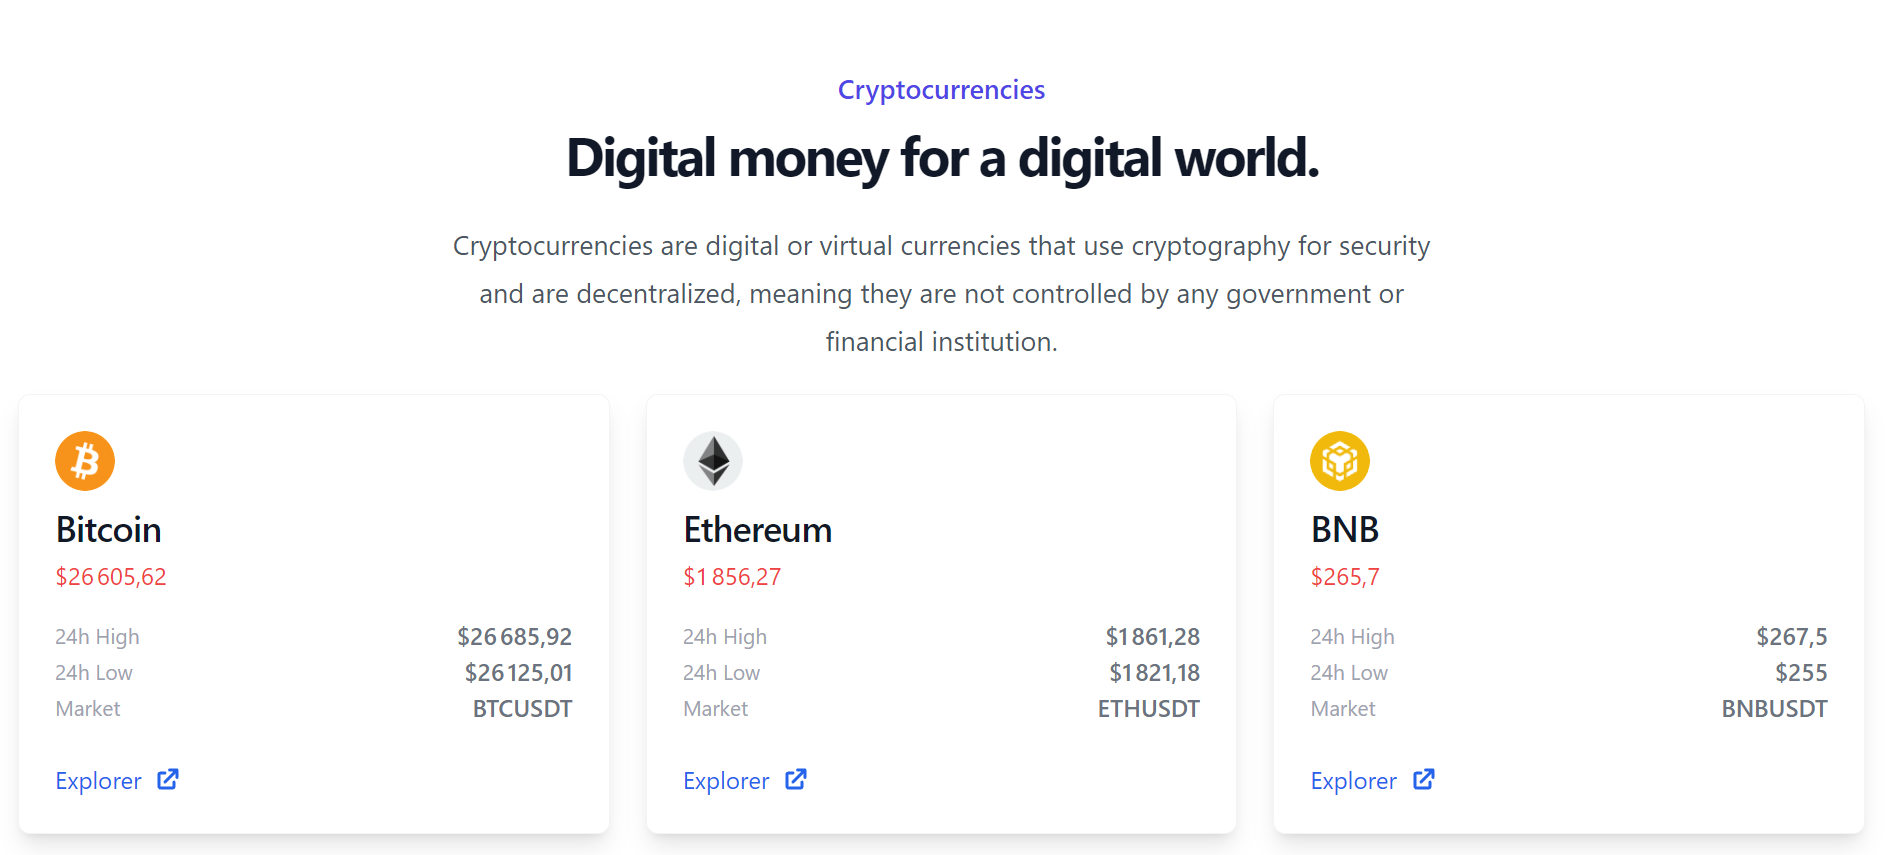 Cryptocurrencies
Digital money for a digital world.
Cryptocurrencies are digital or virtual currencies that use cryptography for security
and are decentralized, meaning they are not controlled by any government or
financial institution.
Bitcoin
$26 605,62
24h High $26 685,92
24h Low $26 125,01
Market BTCUSDT
Explorer
Ethereum
$1 856,27
24h High $1 861,28
24h Low $1 821,18
Market ETHUSDT
Explorer
BNB
$265,7
24h High $267,5
24h Low $255
Market BNBUSDT
Explorer